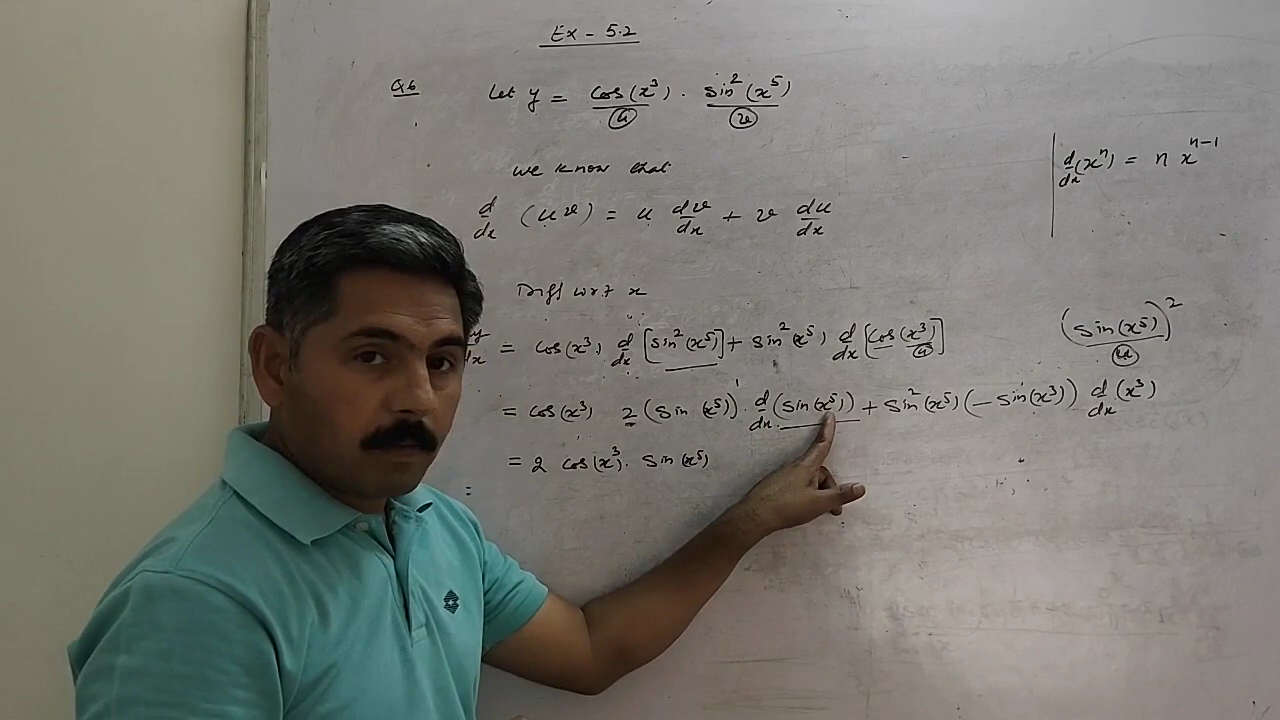 Ex - 5.2
Q6 Let y = cos(x³) . sin²(x⁵)
u v
we know that
d/dx (uv) = u dv/dx + v du/dx
d/dx (xⁿ) = n xⁿ⁻¹
Diff w.r.t x
dy/dx = cos(x³) d/dx [sin²(x⁵)] + sin²(x⁵) d/dx [cos(x³)]
u
(sin(x⁵))²
u
= cos(x³) 2 (sin (x⁵))¹ . d/dx (sin(x⁵)) + sin²(x⁵) (- sin(x³)) d/dx (x³)
= 2 cos(x³) . sin(x⁵)
=